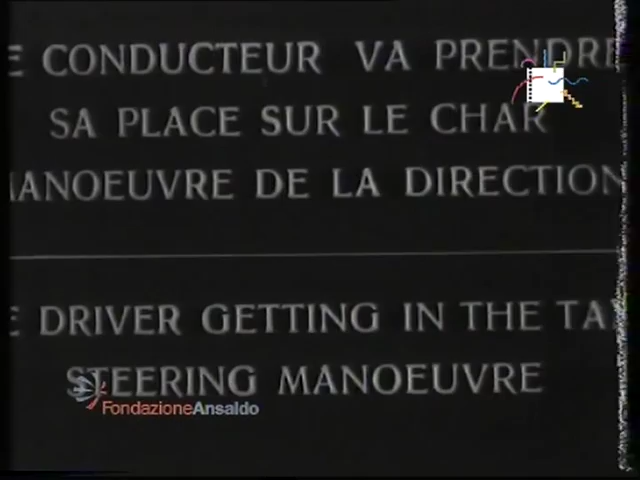 E CONDUCTEUR VA PRENDRE
SA PLACE SUR LE CHAR
MANOEUVRE DE LA DIRECTION
E DRIVER GETTING IN THE TA
STEERING MANOEUVRE
FondazioneAnsaldo